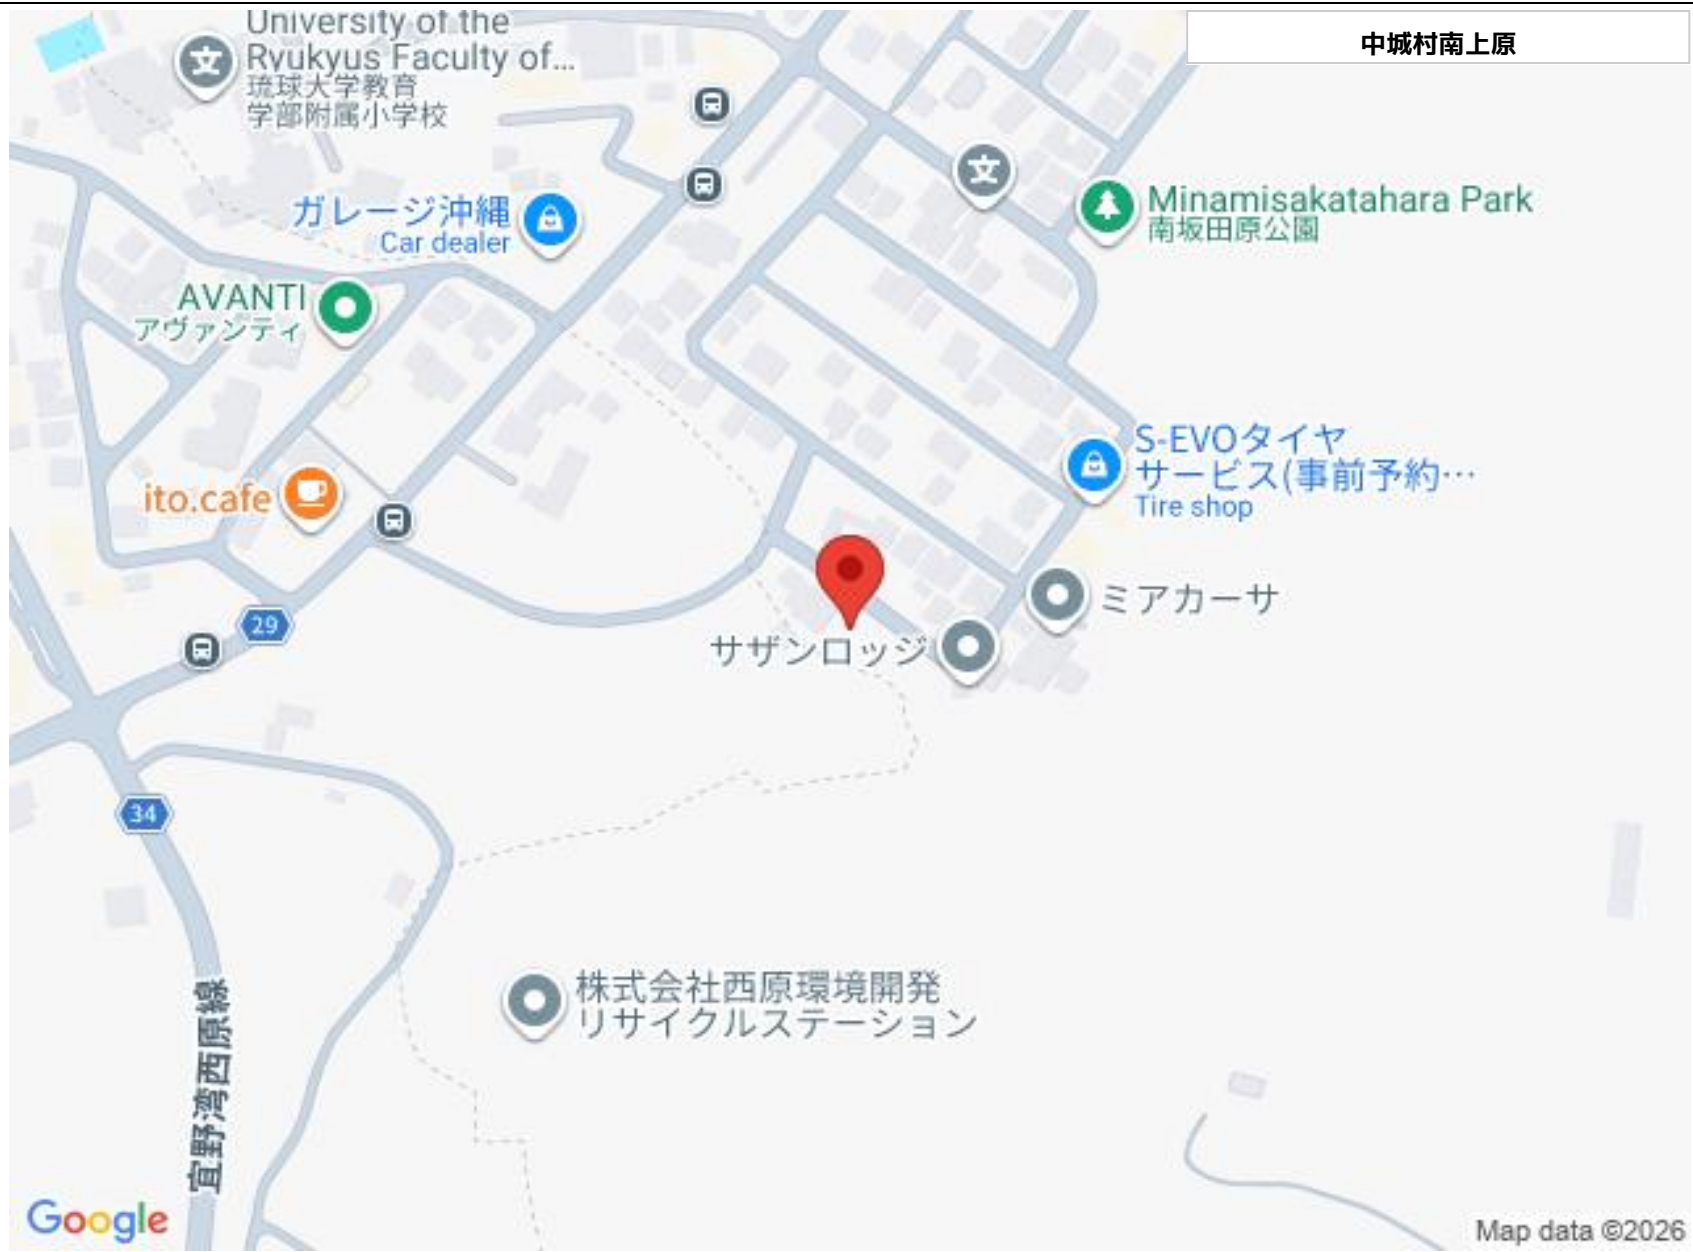 中城村南上原
University of the
Ryukyus Faculty of...
琉球大学教育
学部附属小学校
文
文
Minamisakatahara Park
南坂田原公園
ガレージ沖縄
Car dealer
AVANTI
アヴァンティ
S-EVOタイヤ
サービス(事前予約…
Tire shop
ito.cafe
ミアカーサ
29
サザンロッジ
34
株式会社西原環境開発
リサイクルステーション
宜野湾西原線
Google
Map data ©2026